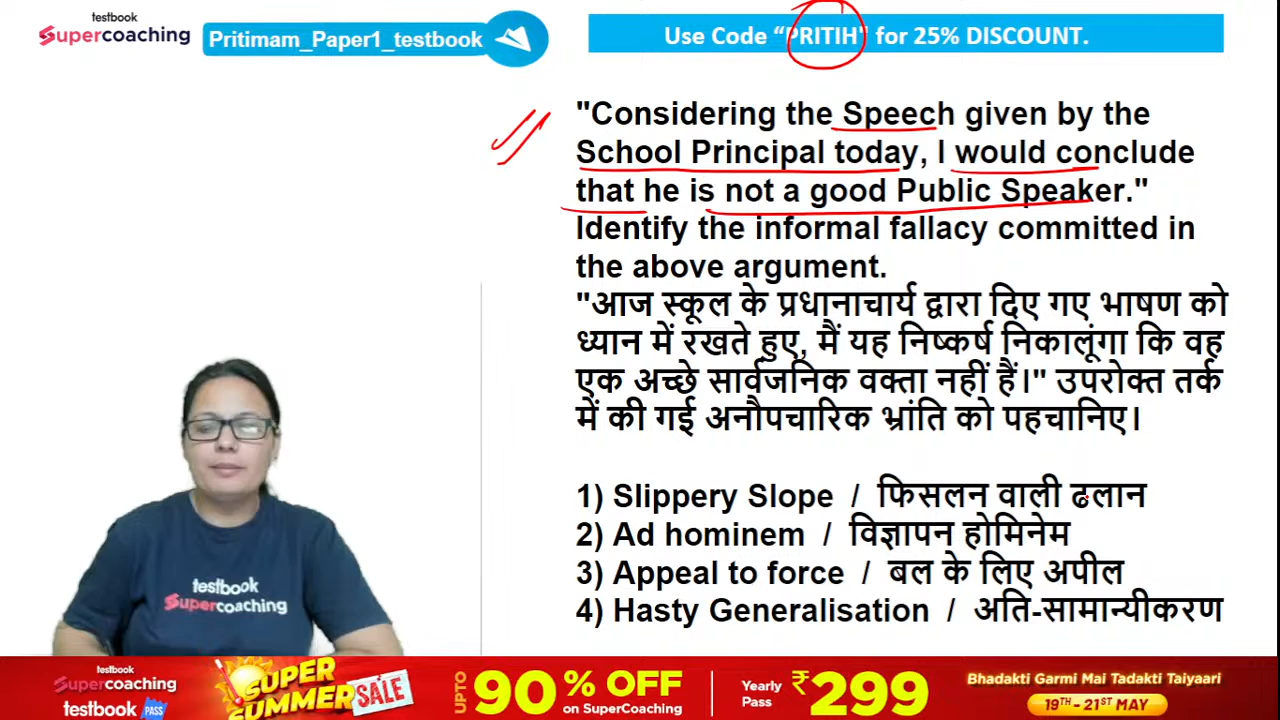 testbook
Supercoaching
Pritimam_Paper1_testbook
Use Code “PRITIH” for 25% DISCOUNT.
"Considering the Speech given by the
School Principal today, I would conclude
that he is not a good Public Speaker."
Identify the informal fallacy committed in
the above argument.
"आज स्कूल के प्रधानाचार्य द्वारा दिए गए भाषण को
ध्यान में रखते हुए, मैं यह निष्कर्ष निकालूंगा कि वह
एक अच्छे सार्वजनिक वक्ता नहीं हैं।" उपरोक्त तर्क
में की गई अनौपचारिक भ्रांति को पहचानिए।
1) Slippery Slope / फिसलन वाली ढलान
2) Ad hominem / विज्ञापन होमिनेम
3) Appeal to force / बल के लिए अपील
4) Hasty Generalisation / अति-सामान्यीकरण
testbook
Supercoaching
testbook
Supercoaching
testbook PASS
SUPER
SUMMER SALE
UPTO 90% OFF
on SuperCoaching
Yearly
Pass ₹299
Bhadakti Garmi Mai Tadakti Taiyaari
19TH - 21ST MAY